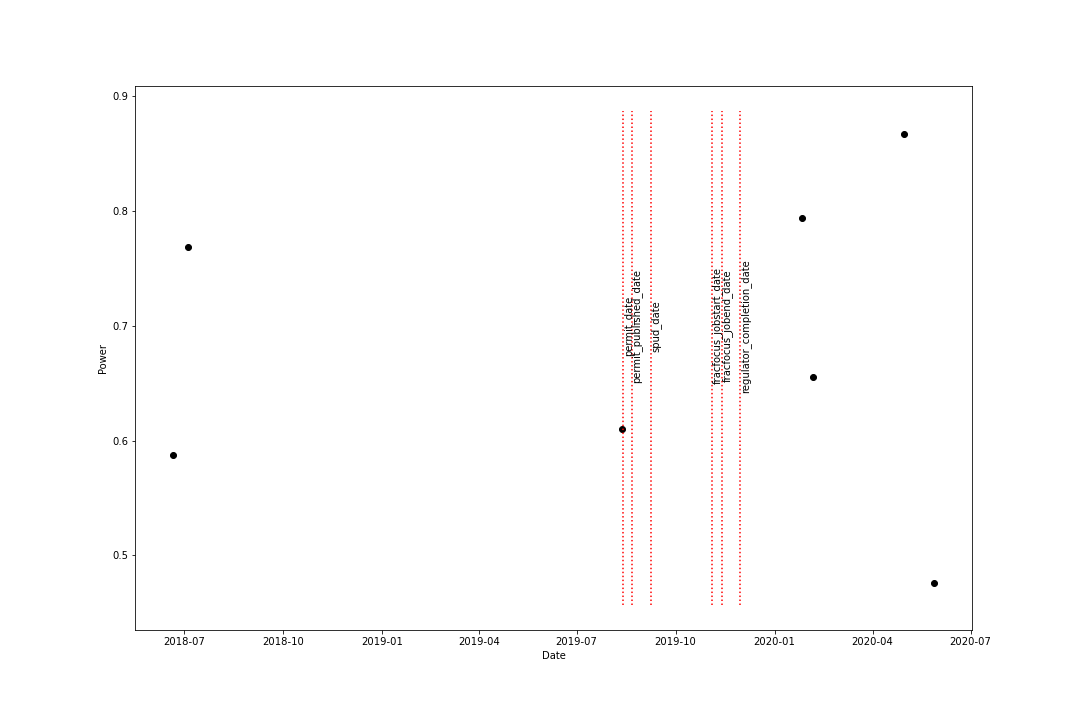 0.9
0.8
0.7
0.6
0.5
Power
permit_date
permit_published_date
spud_date
fracfocus_jobstart_date
fracfocus_jobend_date
regulator_completion_date
2018-07
2018-10
2019-01
2019-04
2019-07
2019-10
2020-01
2020-04
2020-07
Date